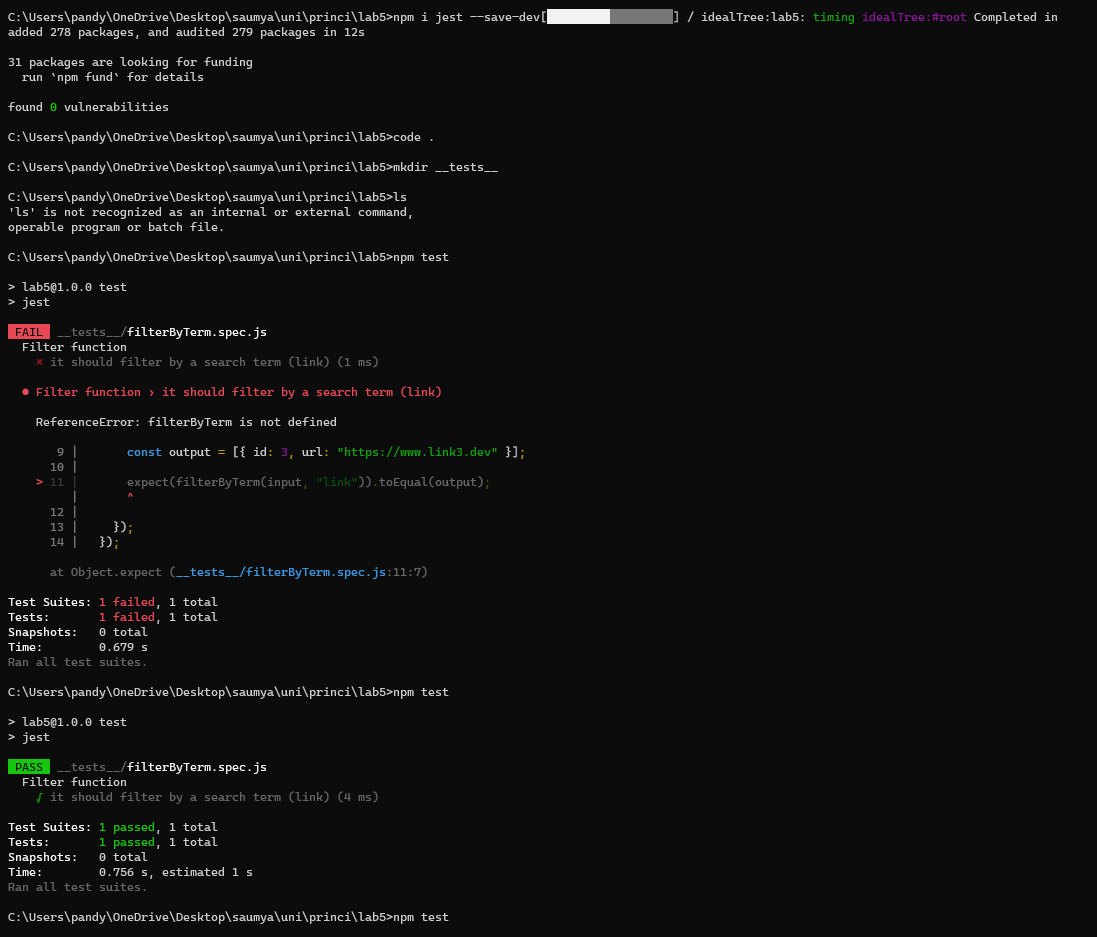 C:\Users\pandy\OneDrive\Desktop\saumya\uni\princi\lab5>npm i jest --save-dev[                  ] / idealTree:lab5: timing idealTree:#root Completed in
added 278 packages, and audited 279 packages in 12s
31 packages are looking for funding
  run `npm fund` for details
found 0 vulnerabilities
C:\Users\pandy\OneDrive\Desktop\saumya\uni\princi\lab5>code .
C:\Users\pandy\OneDrive\Desktop\saumya\uni\princi\lab5>mkdir __tests__
C:\Users\pandy\OneDrive\Desktop\saumya\uni\princi\lab5>ls
'ls' is not recognized as an internal or external command,
operable program or batch file.
C:\Users\pandy\OneDrive\Desktop\saumya\uni\princi\lab5>npm test
> lab5@1.0.0 test
> jest
FAIL __tests__/filterByTerm.spec.js
  Filter function
    × it should filter by a search term (link) (1 ms)
  ● Filter function › it should filter by a search term (link)
    ReferenceError: filterByTerm is not defined
       9 |       const output = [{ id: 3, url: "https://www.link3.dev" }];
      10 |
    > 11 |       expect(filterByTerm(input, "link")).toEqual(output);
         |       ^
      12 |
      13 |     });
      14 |   });
      at Object.expect (__tests__/filterByTerm.spec.js:11:7)
Test Suites: 1 failed, 1 total
Tests:       1 failed, 1 total
Snapshots:   0 total
Time:        0.679 s
Ran all test suites.
C:\Users\pandy\OneDrive\Desktop\saumya\uni\princi\lab5>npm test
> lab5@1.0.0 test
> jest
PASS __tests__/filterByTerm.spec.js
  Filter function
    √ it should filter by a search term (link) (4 ms)
Test Suites: 1 passed, 1 total
Tests:       1 passed, 1 total
Snapshots:   0 total
Time:        0.756 s, estimated 1 s
Ran all test suites.
C:\Users\pandy\OneDrive\Desktop\saumya\uni\princi\lab5>npm test